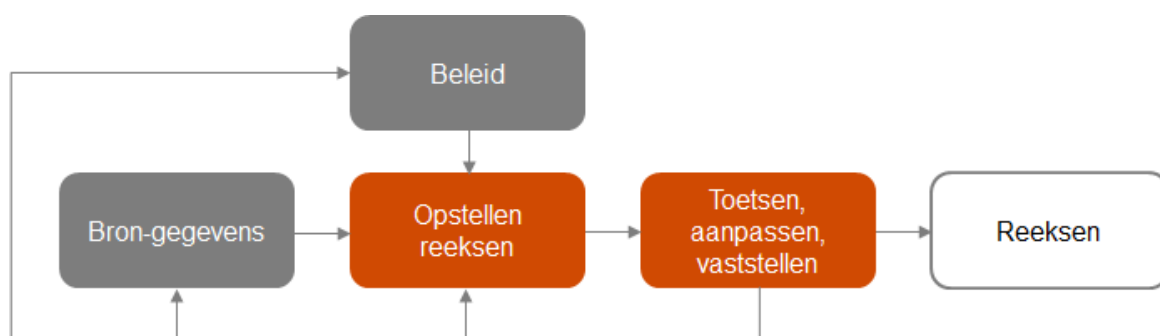 Beleid
Bron-gegevens
Opstellen
reeksen
Toetsen,
aanpassen,
vaststellen
Reeksen